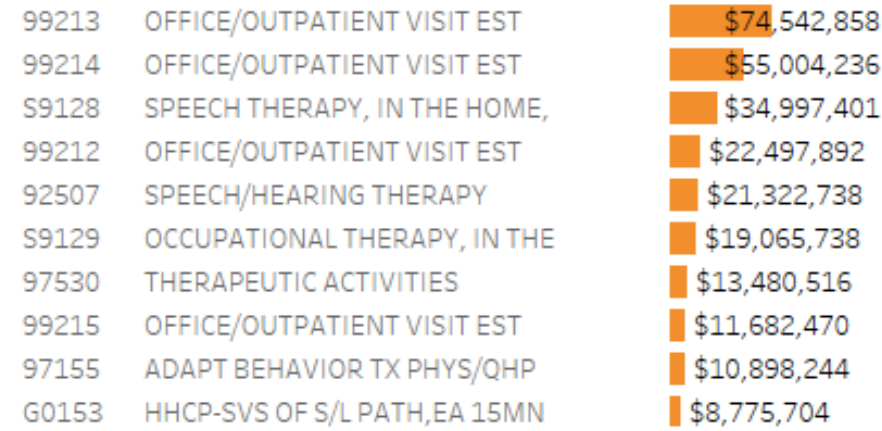 99213 OFFICE/OUTPATIENT VISIT EST $74,542,858
99214 OFFICE/OUTPATIENT VISIT EST $55,004,236
S9128 SPEECH THERAPY, IN THE HOME, $34,997,401
99212 OFFICE/OUTPATIENT VISIT EST $22,497,892
92507 SPEECH/HEARING THERAPY $21,322,738
S9129 OCCUPATIONAL THERAPY, IN THE $19,065,738
97530 THERAPEUTIC ACTIVITIES $13,480,516
99215 OFFICE/OUTPATIENT VISIT EST $11,682,470
97155 ADAPT BEHAVIOR TX PHYS/QHP $10,898,244
G0153 HHCP-SVS OF S/L PATH,EA 15MN $8,775,704